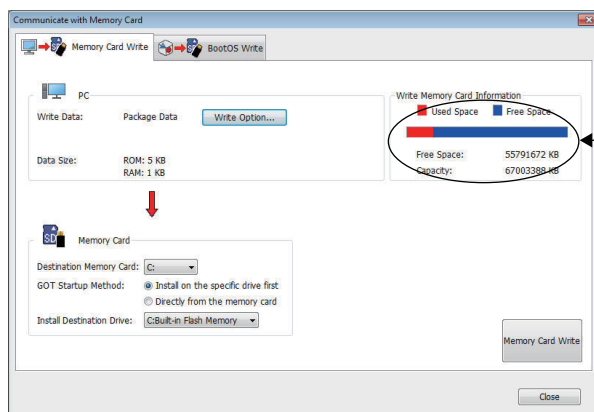 Communicate with Memory Card
Memory Card Write
BootOS Write
PC
Write Data: Package Data Write Option...
Data Size: ROM: 5 KB
RAM: 1 KB
Write Memory Card Information
Used Space Free Space
Free Space: 55791672 KB
Capacity: 67003388 KB
SD
Memory Card
Destination Memory Card: C:
GOT Startup Method: Install on the specific drive first
Directly from the memory card
Install Destination Drive: C:Built-in Flash Memory
Memory Card Write
Close